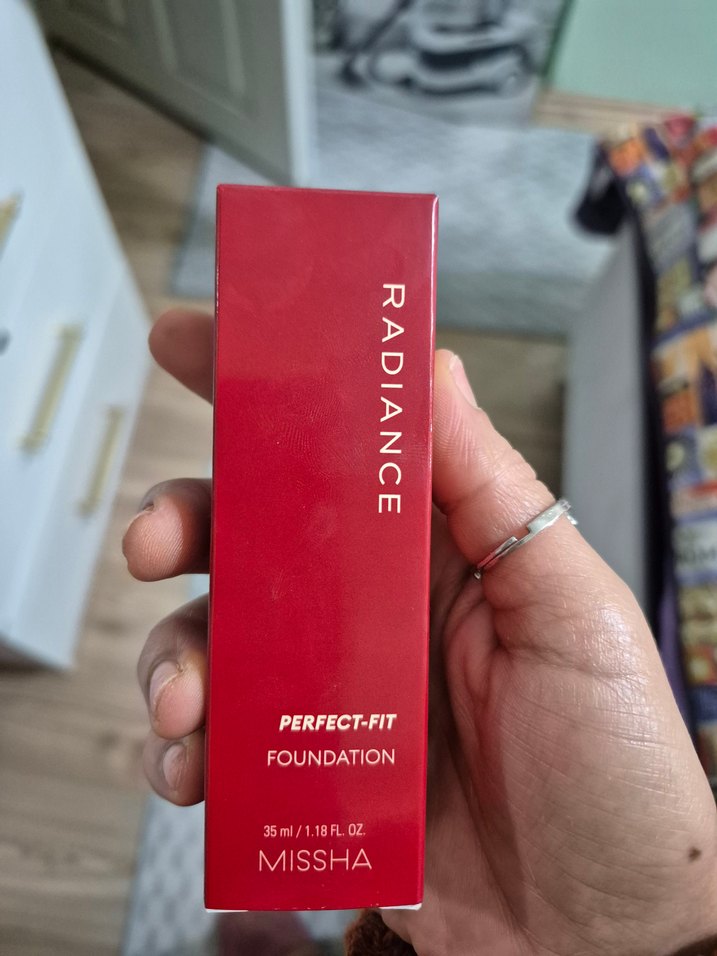 RADIANCE
PERFECT-FIT
FOUNDATION
35 ml / 1.18 FL. OZ.
MISSHA